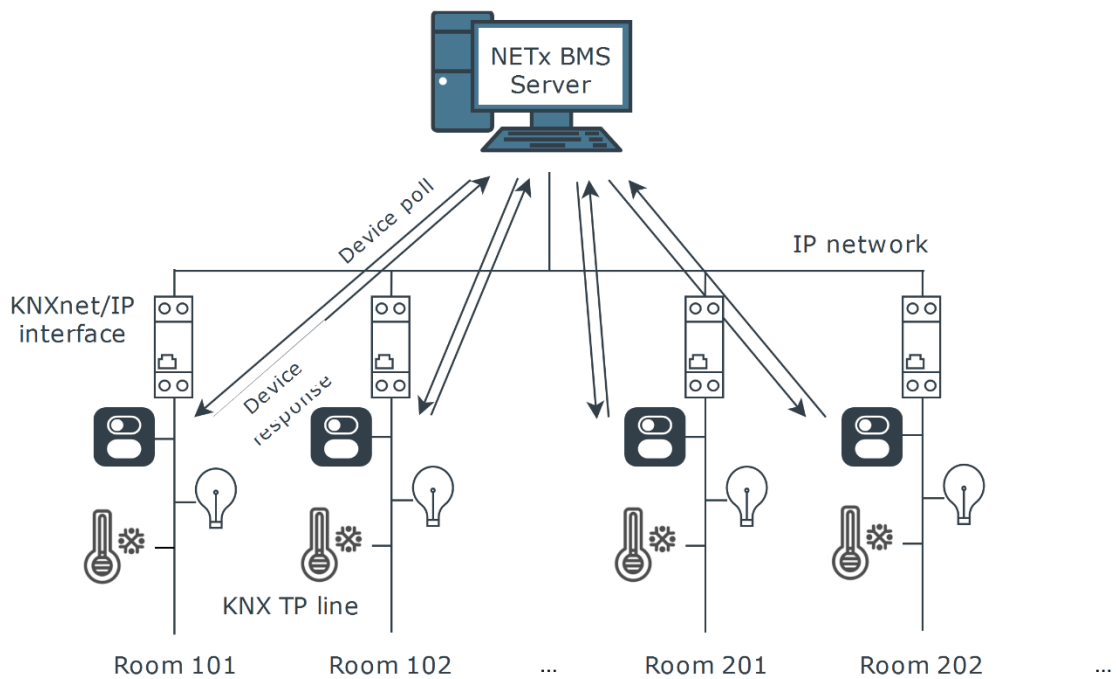 NETx BMS
Server
Device poll
IP network
KNXnet/IP
interface
Device
response
KNX TP line
Room 101
Room 102
...
Room 201
Room 202
...